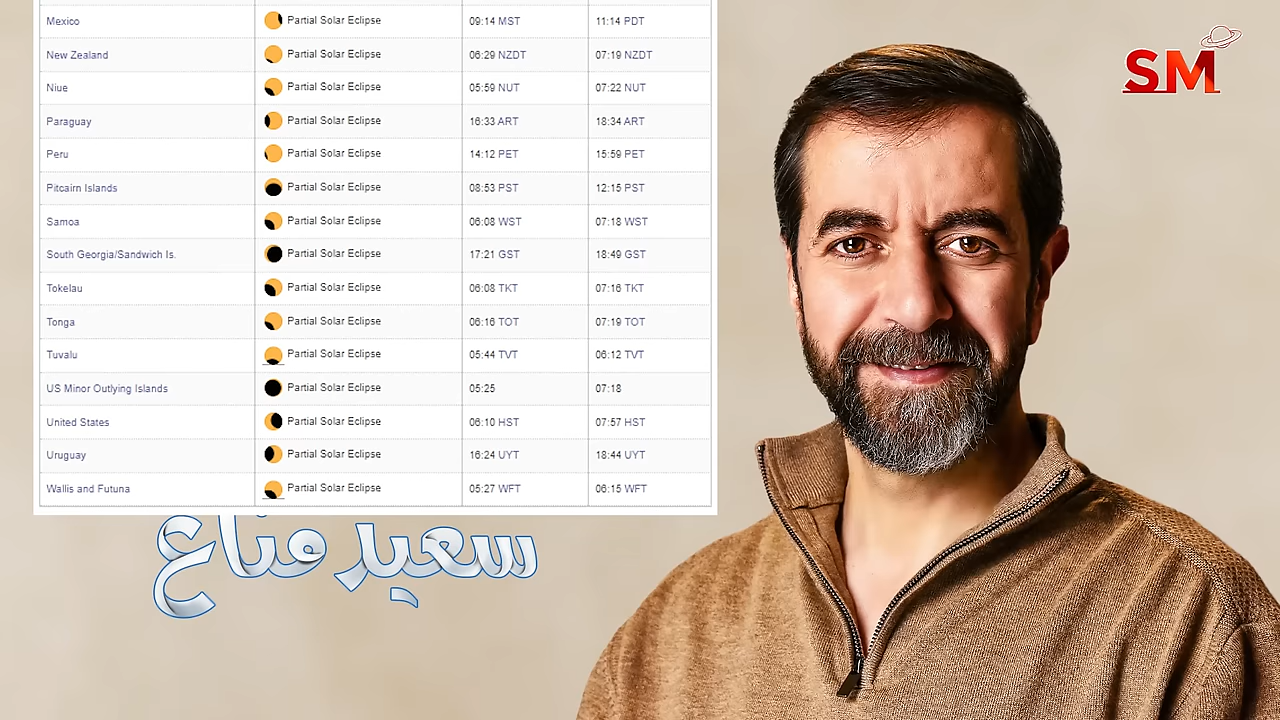 Mexico Partial Solar Eclipse 09:14 MST 11:14 PDT
SM
New Zealand Partial Solar Eclipse 06:29 NZDT 07:19 NZDT
Niue Partial Solar Eclipse 05:59 NUT 07:22 NUT
Paraguay Partial Solar Eclipse 16:33 ART 18:34 ART
Peru Partial Solar Eclipse 14:12 PET 15:59 PET
Pitcairn Islands Partial Solar Eclipse 08:53 PST 12:15 PST
Samoa Partial Solar Eclipse 06:08 WST 07:18 WST
South Georgia/Sandwich Is. Partial Solar Eclipse 17:21 GST 18:49 GST
Tokelau Partial Solar Eclipse 06:08 TKT 07:16 TKT
Tonga Partial Solar Eclipse 06:16 TOT 07:19 TOT
Tuvalu Partial Solar Eclipse 05:44 TVT 06:12 TVT
US Minor Outlying Islands Partial Solar Eclipse 05:25 07:18
United States Partial Solar Eclipse 06:10 HST 07:57 HST
Uruguay Partial Solar Eclipse 16:24 UYT 18:44 UYT
Wallis and Futuna Partial Solar Eclipse 05:27 WFT 06:15 WFT
سعيد مناع